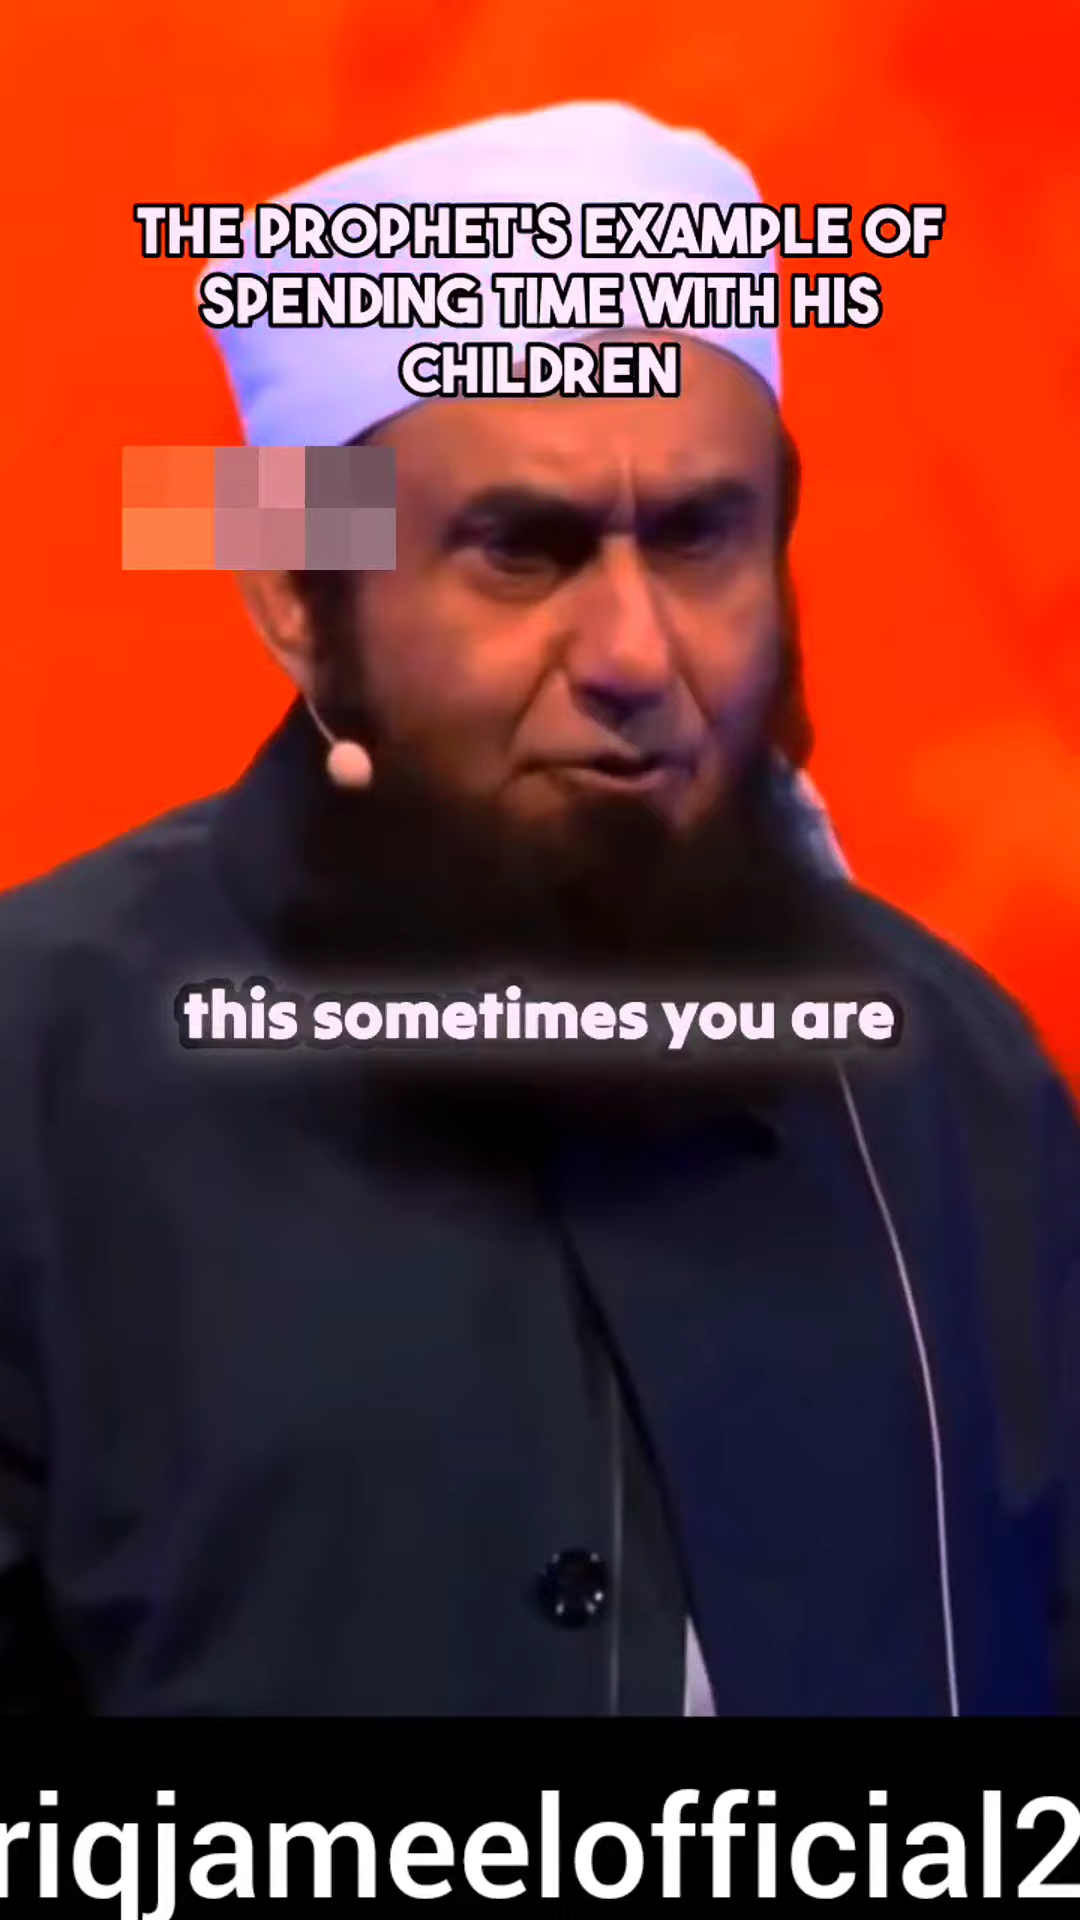 THE PROPHET'S EXAMPLE OF
SPENDING TIME WITH HIS
CHILDREN
this sometimes you are
riqjameelofficial2